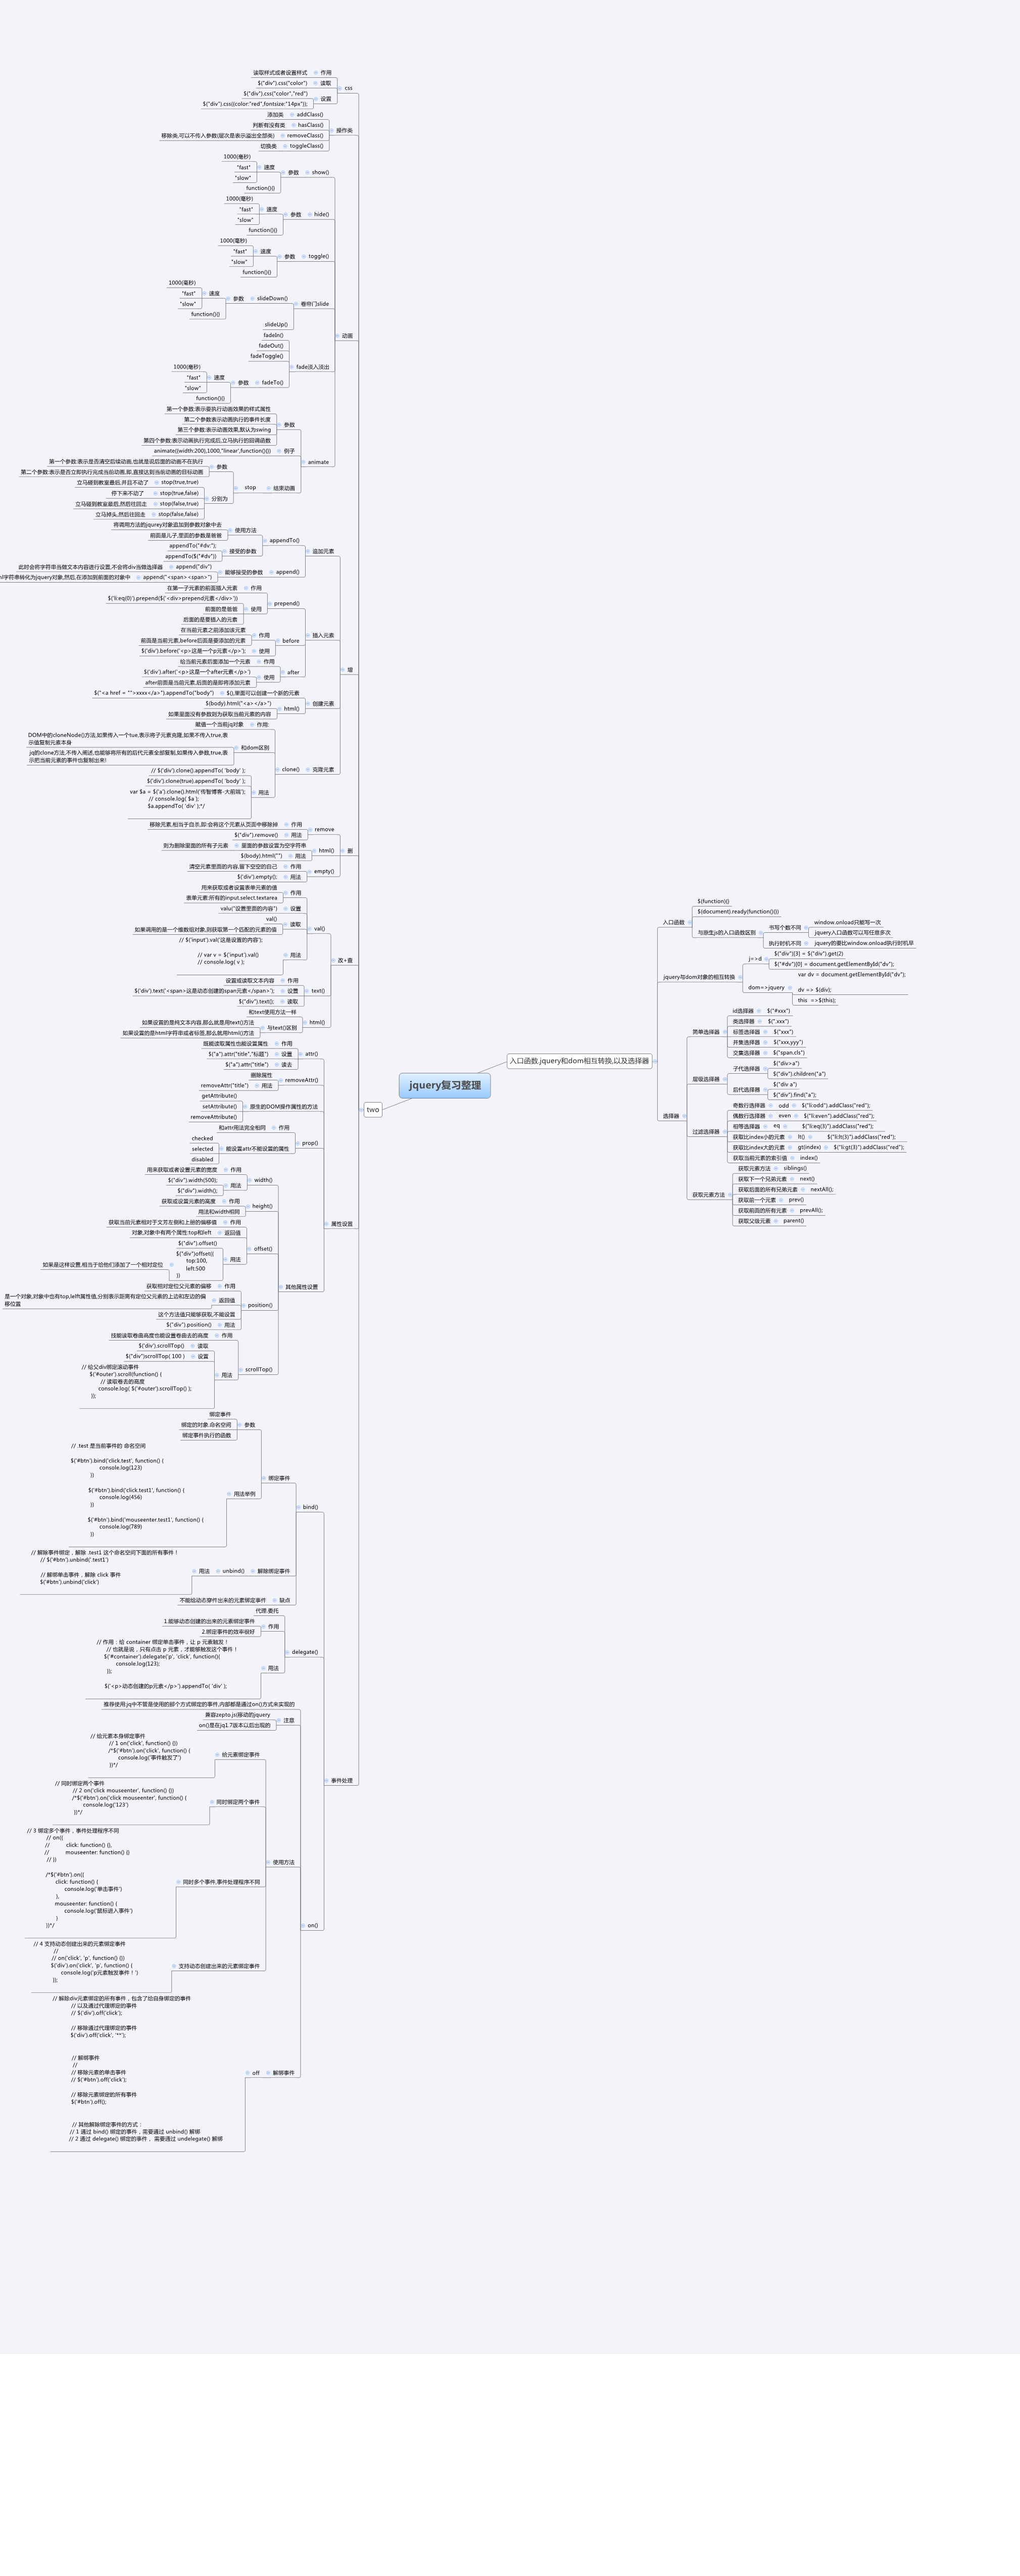 jquery复习整理
入口函数,jquery和dom相互转换,以及选择器
入口函数
$(function(){
$(document).ready(function(){})
与原生js的入口函数区别
书写个数不同
window.onload只能写一次
jquery入口函数可以写任意多次
执行时机不同
jquery的要比window.onload执行时机早
jquery与dom对象的相互转换
j=>d
$("div")[3] = $("div").get(2)
$("#dv")[0] = document.getElementById("dv");
dom=>jquery
var dv = document.getElementById("dv");
dv => $(div);
this =>$(this);
选择器
简单选择器
id选择器
$("#xxx")
类选择器
$(".xxx")
标签选择器
$("xxx")
并集选择器
$("xxx,yyy")
交集选择器
$("span.cls")
层级选择器
子代选择器
$("div>a")
$("div").children("a")
后代选择器
$("div a")
$("div").find("a");
过滤选择器
奇数行选择器
odd
$("li:odd").addClass("red");
偶数行选择器
even
$("li:even").addClass("red");
相等选择器
eq
$("li:eq(3)").addClass("red");
获取比index小的元素
lt()
$("li:lt(3)").addClass("red");
获取比index大的元素
gt(index)
$("li:gt(3)").addClass("red");
获取当前元素的索引值
index()
获取元素方法
获取元素方法
siblings()
获取下一个兄弟元素
next()
获取后面的所有兄弟元素
nextAll();
获取前一个元素
prev()
获取前面的所有元素
prevAll();
获取父级元素
parent()
two
css
作用
读取样式或者设置样式
读取
$("div").css("color")
设置
$("div").css("color","red")
$("div").css({color:"red",fontsize:"14px"});
操作类
addClass()
添加类
hasClass()
判断有没有类
removeClass()
移除类,可以不传入参数(层次是表示溢出全部类)
toggleClass()
切换类
动画
show()
参数
速度
1000(毫秒)
"fast"
"slow"
function(){}
hide()
参数
速度
1000(毫秒)
"fast"
"slow"
function(){}
toggle()
参数
速度
1000(毫秒)
"fast"
"slow"
function(){}
卷帘门slide
slideDown()
参数
速度
1000(毫秒)
"fast"
"slow"
function(){}
slideUp()
fade淡入淡出
fadeIn()
fadeOut()
fadeToggle()
fadeTo()
参数
速度
1000(毫秒)
"fast"
"slow"
function(){}
animate
参数
第一个参数:表示要执行动画效果的样式属性
第二个参数表示动画执行的事件长度
第三个参数:表示动画效果,默认为swing
第四个参数:表示动画执行完成后,立马执行的回调函数
例子
animate({width:200},1000,"linear",function(){})
结束动画
stop
参数
第一个参数:表示是否清空后续动画,也就是说后面的动画不在执行
第二个参数:表示是否立即执行完成当前动画,即,直接达到当前动画的目标动画
分别为
stop(true,true)
立马碰到教室最后,并且不动了
stop(true,false)
停下来不动了
stop(false,true)
立马碰到教室最后,然后往回走
stop(false,false)
立马掉头,然后往回走
增
追加元素
appendTo()
使用方法
将调用方法的jqurey对象追加到参数对象中去
前面是儿子,里面的参数是爸爸
接受的参数
appendTo("#dv:");
appendTo($("#dv"))
append()
能够接受的参数
append("div")
此时会将字符串当做文本内容进行设置,不会将div当做选择器
append("<span><span>")
ml字符串转化为jquery对象,然后,在添加到前面的对象中
插入元素
prepend()
作用
在第一子元素的前面插入元素
使用
$('li:eq(0)').prepend($('<div>prepend元素</div>'))
前面的是爸爸
后面的是要插入的元素
before
作用
在当前元素之前添加该元素
前面是当前元素,before后面是要添加的元素
使用
$('div').before('<p>这是一个p元素</p>');
after
作用
给当前元素后面添加一个元素
使用
$('div').after('<p>这是一个after元素</p>')
after前面是当前元素,后面的是即将添加元素
创建元素
$(),里面可以创建一个新的元素
$("<a href = "">xxxx</a>").appendTo("body")
html()
$(body).html("<a></a>")
如果里面没有参数则为获取当前元素的内容
克隆元素
clone()
作用:
赋值一个当前jq对象
和dom区别
DOM中的cloneNode()方法,如果传入一个tue,表示将子元素克隆,如果不传人true,表
示值复制元素本身
jq的clone方法,不传入阐述,也能够将所有的后代元素全部复制,如果传入参数,true,表
示把当前元素的事件也复制出来!
用法
// $('div').clone().appendTo( 'body' );
$('div').clone(true).appendTo( 'body' );
var $a = $('a').clone().html('传智博客-大前端');
// console.log( $a );
$a.appendTo( 'div' );*/
删
remove
作用
移除元素,相当于自杀,即:会将这个元素从页面中移除掉
用法
$("div").remove()
html()
里面的参数设置为空字符串
则为删除里面的所有子元素
用法
$(body).html("")
empty()
作用
清空元素里面的内容,留下空空的自己
用法
$('div').empty();
改+查
val()
作用
用来获取或者设置表单元素的值
表单元素:所有的input,select,textarea
设置
valu("设置里面的内容")
读取
val()
如果调用的是一个维数组对象,则获取第一个匹配的元素的值
用法
// $('input').val('这是设置的内容');
// var v = $('input').val()
// console.log( v );
text()
作用
设置或读取文本内容
设置
$('div').text('<span>这是动态创建的span元素</span>');
读取
$("div").text();
html()
和text使用方法一样
与text()区别
如果设置的是纯文本内容,那么就是用text()方法
如果设置的是html字符串或者标签,那么就用html()方法
属性设置
attr()
作用
既能读取属性也能设置属性
设置
$("a").attr("title","标题")
读去
$("a").attr("title")
removeAttr()
删除属性
用法
removeAttr("title")
原生的DOM操作属性的方法
getAttribute()
setAttribute()
removeAttribute()
prop()
作用
和attr用法完全相同
能设置attr不能设置的属性
checked
selected
disabled
其他属性设置
width()
作用
用来获取或者设置元素的宽度
用法
$("div").width(500);
$("div").width();
height()
作用
获取或设置元素的高度
用法和width相同
offset()
作用
获取当前元素相对于文芳左侧和上册的偏移值
返回值
对象,对象中有两个属性:top和left
用法
$("div").offset()
$("div")offset({
top:100,
left:500
})
如果是这样设置,相当于给他们添加了一个相对定位
position()
作用
获取相对定位父元素的偏移
返回值
是一个对象,对象中也有top,lelft属性值,分别表示距离有定位父元素的上边和左边的偏
移位置
这个方法值只能够获取,不能设置
用法
$("div").position()
scrollTop()
作用
技能读取卷曲高度也能设置卷曲去的高度
用法
读取
$('div').scrollTop()
设置
$("div")scrollTop( 100 )
// 给父div绑定滚动事件
$('#outer').scroll(function() {
// 读取卷去的高度
console.log( $('#outer').scrollTop() );
});
事件处理
bind()
绑定事件
参数
绑定事件
绑定的对象,命名空间
绑定事件执行的函数
用法举例
// .test 是当前事件的 命名空间
$('#btn').bind('click.test', function() {
console.log(123)
})
$('#btn').bind('click.test1', function() {
console.log(456)
})
$('#btn').bind('mouseenter.test1', function() {
console.log(789)
})
解除绑定事件
unbind()
用法
// 解除事件绑定，解除 .test1 这个命名空间下面的所有事件！
// $('#btn').unbind('.test1')
// 解绑单击事件，解除 click 事件
$('#btn').unbind('click')
缺点
不能给动态穿件出来的元素绑定事件
delegate()
代理:委托
作用
1.能够动态创建的出来的元素绑定事件
2.绑定事件的效率很好
用法
// 作用：给 container 绑定单击事件，让 p 元素触发！
// 也就是说，只有点击 p 元素，才能够触发这个事件！
$('#container').delegate('p', 'click', function(){
console.log(123);
});
$('<p>动态创建的p元素</p>').appendTo( 'div' );
on()
推荐使用:jq中不管是使用的那个方式绑定的事件,内部都是通过on()方式来实现的
注意
兼容zepto.js(移动的jquery
on()是在jq1.7版本以后出现的
使用方法
给元素绑定事件
// 给元素本身绑定事件
// 1 on('click', function() {})
/*$('#btn').on('click', function() {
console.log('事件触发了')
})*/
同时绑定两个事件
// 同时绑定两个事件
// 2 on('click mouseenter', function() {})
/*$('#btn').on('click mouseenter', function() {
console.log('123')
})*/
同时多个事件,事件处理程序不同
// 3 绑定多个事件，事件处理程序不同
// on({
// click: function() {},
// mouseenter: function() {}
// })
/*$('#btn').on({
click: function() {
console.log('单击事件')
},
mouseenter: function() {
console.log('鼠标进入事件')
}
})*/
支持动态创建出来的元素绑定事件
// 4 支持动态创建出来的元素绑定事件
//
// on('click', 'p', function() {})
$('div').on('click', 'p', function() {
console.log('p元素触发事件！')
});
解绑事件
off
// 解除div元素绑定的所有事件，包含了给自身绑定的事件
// 以及通过代理绑定的事件
// $('div').off('click');
// 移除通过代理绑定的事件
$('div').off('click', '**');
// 解绑事件
//
// 移除元素的单击事件
// $('#btn').off('click');
// 移除元素绑定的所有事件
$('#btn').off();
// 其他解除绑定事件的方式：
// 1 通过 bind() 绑定的事件，需要通过 unbind() 解绑
// 2 通过 delegate() 绑定的事件， 需要通过 undelegate() 解绑